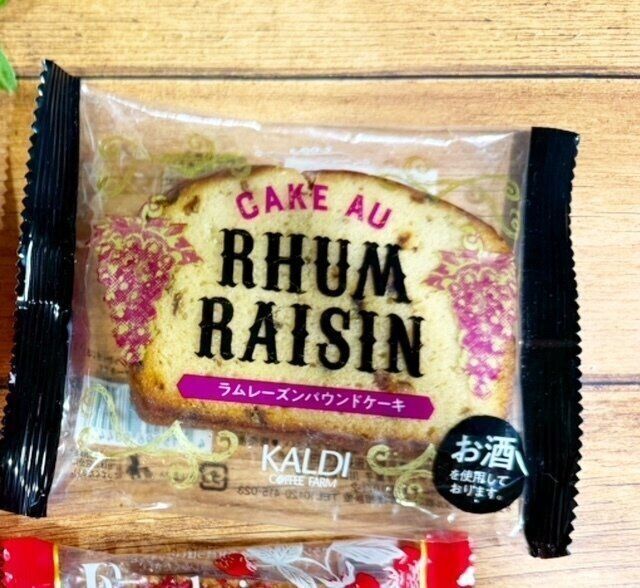 CAKE AU
RHUM
RAISIN
ラムレーズンパウンドケーキ
KALDI
COFFEE FARM
お酒
を使用して
おります。